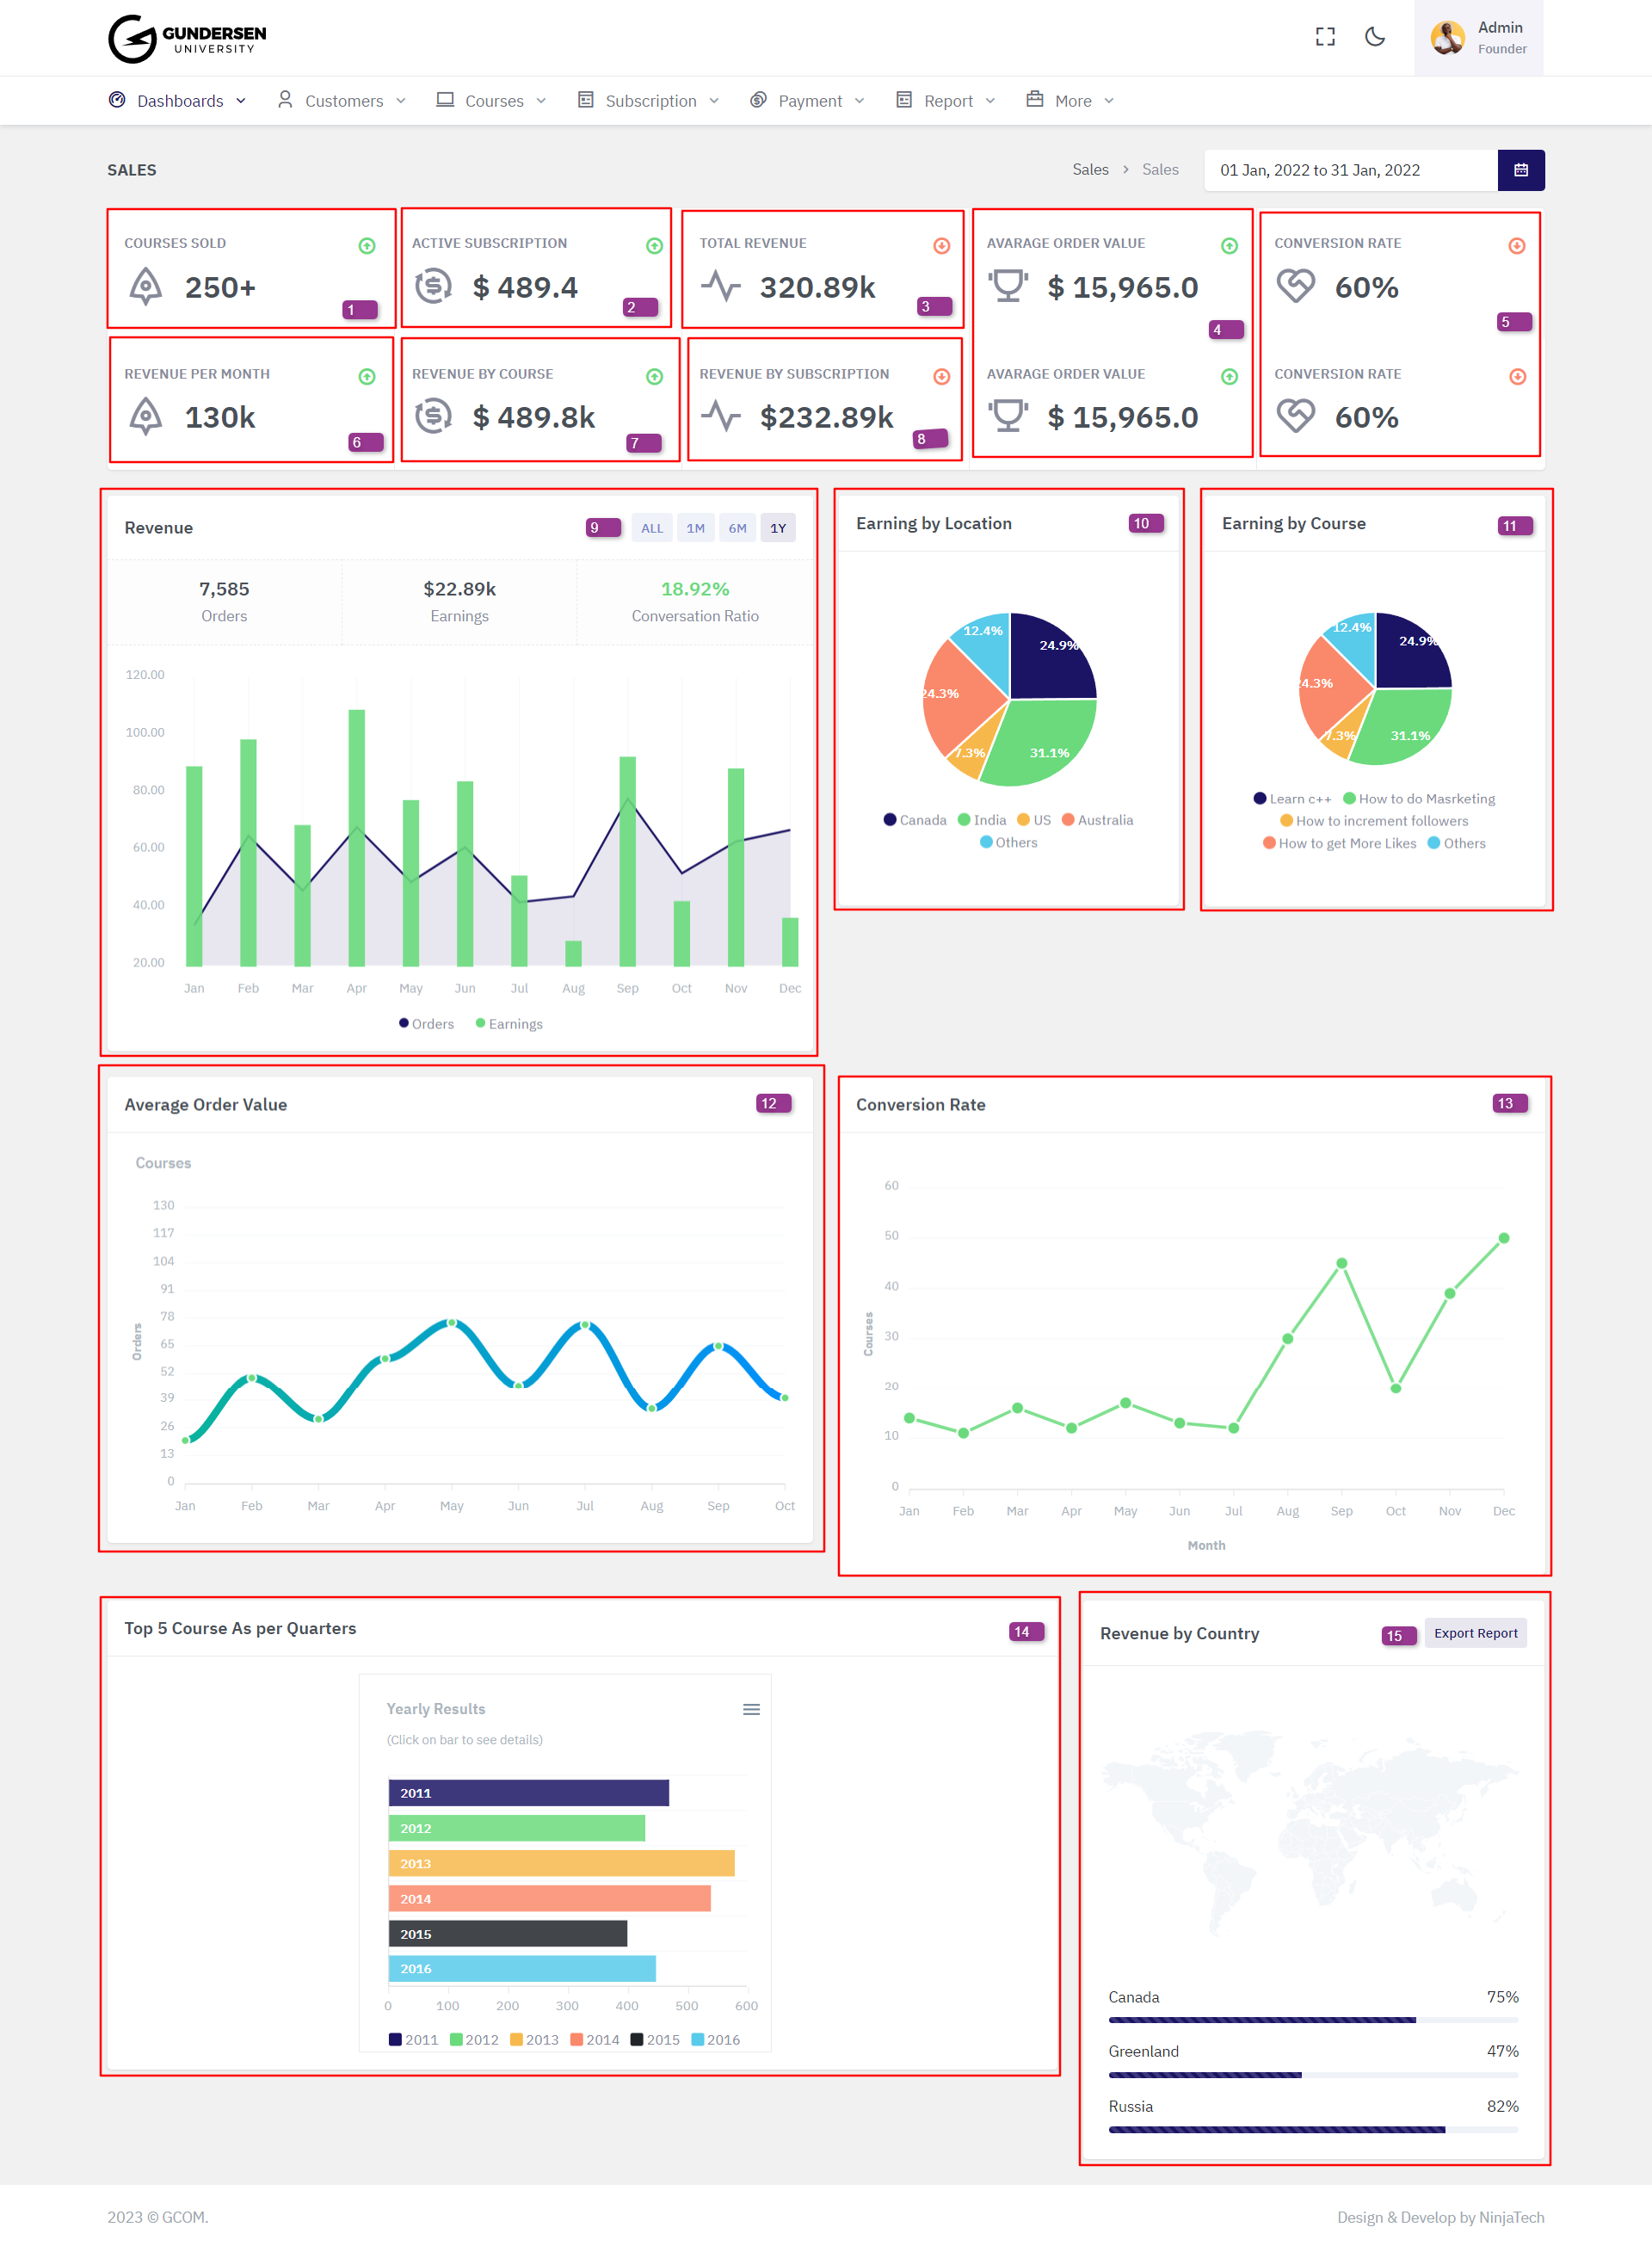 GUNDERSEN
UNIVERSITY
Admin
Founder
Dashboards
Customers
Courses
Subscription
Payment
Report
More
SALES
Sales > Sales
01 Jan, 2022 to 31 Jan, 2022
COURSES SOLD
250+
1
ACTIVE SUBSCRIPTION
$ 489.4
2
TOTAL REVENUE
320.89k
3
AVARAGE ORDER VALUE
$ 15,965.0
4
CONVERSION RATE
60%
5
REVENUE PER MONTH
130k
6
REVENUE BY COURSE
$ 489.8k
7
REVENUE BY SUBSCRIPTION
$232.89k
8
AVARAGE ORDER VALUE
$ 15,965.0
CONVERSION RATE
60%
Revenue
9
ALL 1M 6M 1Y
7,585
Orders
$22.89k
Earnings
18.92%
Conversation Ratio
120.00
100.00
80.00
60.00
40.00
20.00
Jan Feb Mar Apr May Jun Jul Aug Sep Oct Nov Dec
Orders Earnings
Earning by Location
10
12.4%
24.9%
24.3%
7.3%
31.1%
Canada India US Australia
Others
Earning by Course
11
12.4%
24.9%
24.3%
7.3%
31.1%
Learn c++ How to do Masrketing
How to increment followers
How to get More Likes Others
Average Order Value
12
Courses
Orders
130
117
104
91
78
65
52
39
26
13
0
Jan Feb Mar Apr May Jun Jul Aug Sep Oct
Conversion Rate
13
Courses
60
50
40
30
20
10
0
Jan Feb Mar Apr May Jun Jul Aug Sep Oct Nov Dec
Month
Top 5 Course As per Quarters
14
Yearly Results
(Click on bar to see details)
2011
2012
2013
2014
2015
2016
0 100 200 300 400 500 600
2011 2012 2013 2014 2015 2016
Revenue by Country
15
Export Report
Canada 75%
Greenland 47%
Russia 82%
2023 © GCOM.
Design & Develop by NinjaTech